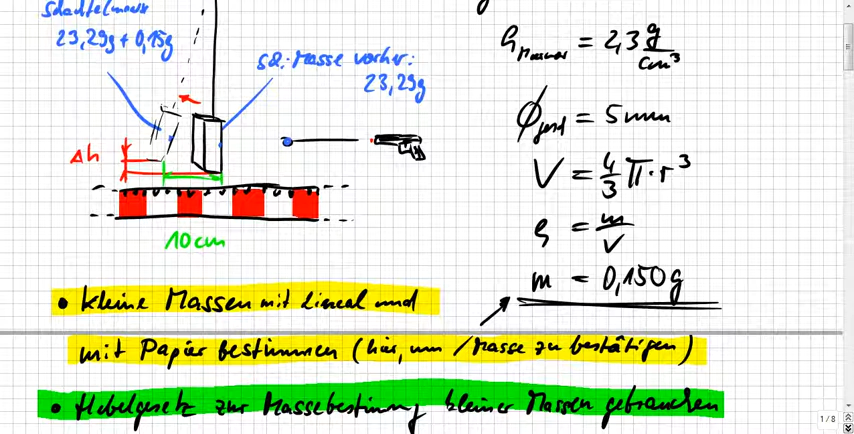 Schachtelmasse
23,29g + 0,15g
Sch.-Masse vorher:
23,29g
Δh
10cm
= 2,3 g/cm³
= 5mm
V = 4/3 π·r³
ρ = m/V
m = 0,150g
• kleine Massen mit Lineal und
mit Papier bestimmen (hier, um /Masse zu bestätigen)
• Hebelgesetz zur Massebestimmung kleiner Massen gebrauchen
1 / 8